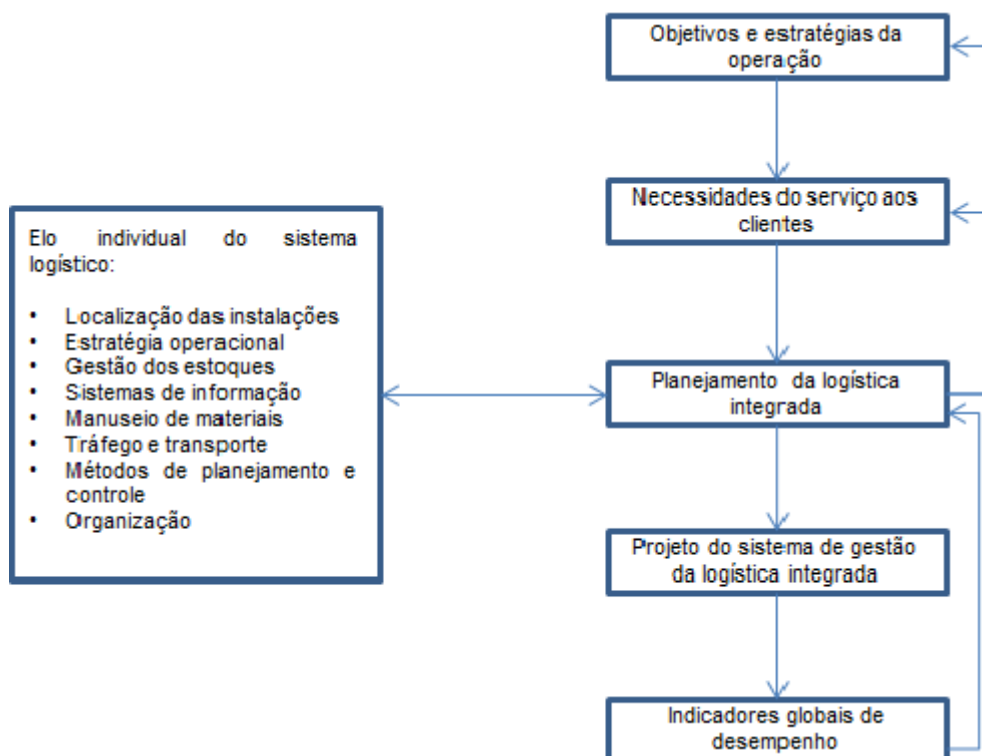 Objetivos e estratégias da
operação
Necessidades do serviço aos
clientes
Elo individual do sistema
logístico:
• Localização das instalações
• Estratégia operacional
• Gestão dos estoques
• Sistemas de informação
• Manuseio de materiais
• Tráfego e transporte
• Métodos de planejamento e
controle
• Organização
Planejamento da logística
integrada
Projeto do sistema de gestão
da logística integrada
Indicadores globais de
desempenho